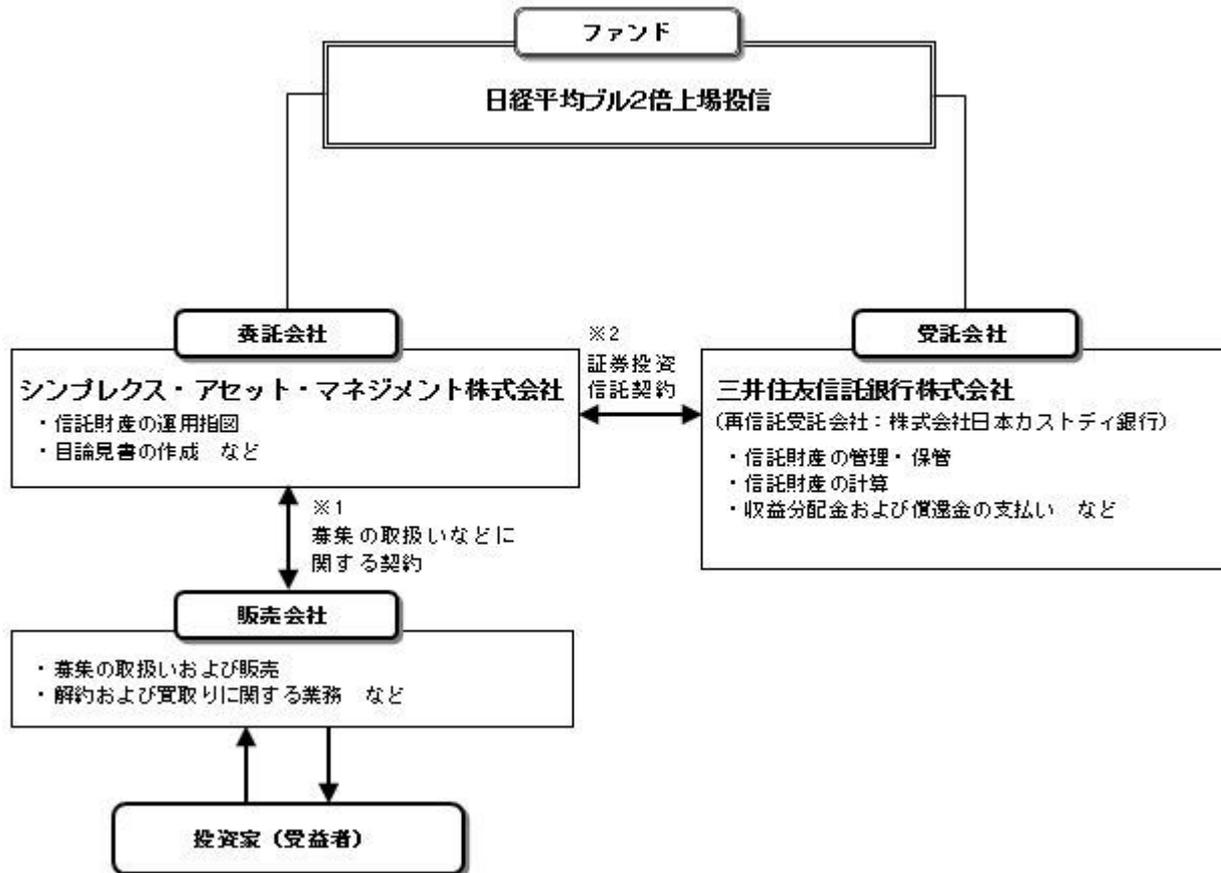 ファンド
日経平均ブル2倍上場投信
委託会社
シンプレクス・アセット・マネジメント株式会社
・信託財産の運用指図
・目論見書の作成　など
※2
証券投資
信託契約
受託会社
三井住友信託銀行株式会社
(再信託受託会社：株式会社日本カストディ銀行)
・信託財産の管理・保管
・信託財産の計算
・収益分配金および償還金の支払い　など
※1
募集の取扱いなどに
関する契約
販売会社
・募集の取扱いおよび販売
・解約および買取りに関する業務　など
投資家（受益者）